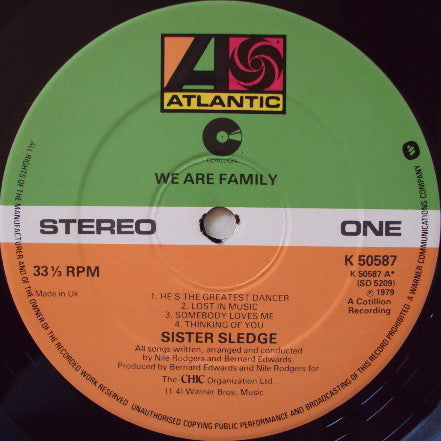 ATLANTIC
COTILLION
WE ARE FAMILY
STEREO ONE
33 ⅓ RPM
K 50587
K 50587 A*
(SD 5209)
℗ 1979
A Cotillion
Recording
Made in Uk
1. HE'S THE GREATEST DANCER
2. LOST IN MUSIC
3. SOMEBODY LOVES ME
4. THINKING OF YOU
SISTER SLEDGE
All songs written, arranged and conducted
by Nile Rodgers and Bernard Edwards.
Produced by Bernard Edwards and Nile Rodgers for
The CHIC Organization Ltd.
(1-4) Warner Bros. Music
ALL RIGHTS OF THE MANUFACTURER AND OF THE OWNER OF THE RECORDED WORK RESERVED UNAUTHORISED COPYING PUBLIC PERFORMANCE AND BROADCASTING OF THIS RECORD PROHIBITED A WARNER COMMUNICATIONS COMPANY